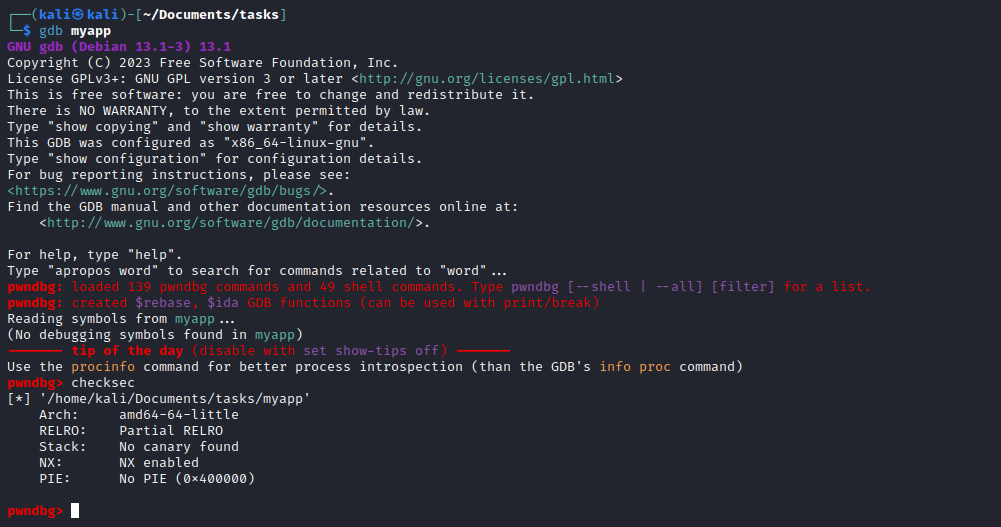 ┌──(kali㉿kali)-[~/Documents/tasks]
└─$ gdb myapp
GNU gdb (Debian 13.1-3) 13.1
Copyright (C) 2023 Free Software Foundation, Inc.
License GPLv3+: GNU GPL version 3 or later <http://gnu.org/licenses/gpl.html>
This is free software: you are free to change and redistribute it.
There is NO WARRANTY, to the extent permitted by law.
Type "show copying" and "show warranty" for details.
This GDB was configured as "x86_64-linux-gnu".
Type "show configuration" for configuration details.
For bug reporting instructions, please see:
<https://www.gnu.org/software/gdb/bugs/>.
Find the GDB manual and other documentation resources online at:
    <http://www.gnu.org/software/gdb/documentation/>.

For help, type "help".
Type "apropos word" to search for commands related to "word"...
pwndbg: loaded 139 pwndbg commands and 49 shell commands. Type pwndbg [--shell | --all] [filter] for a list.
pwndbg: created $rebase, $ida GDB functions (can be used with print/break)
Reading symbols from myapp...
(No debugging symbols found in myapp)
------- tip of the day (disable with set show-tips off) -------
Use the procinfo command for better process introspection (than the GDB's info proc command)
pwndbg> checksec
[*] '/home/kali/Documents/tasks/myapp'
    Arch:     amd64-64-little
    RELRO:    Partial RELRO
    Stack:    No canary found
    NX:       NX enabled
    PIE:      No PIE (0x400000)

pwndbg>